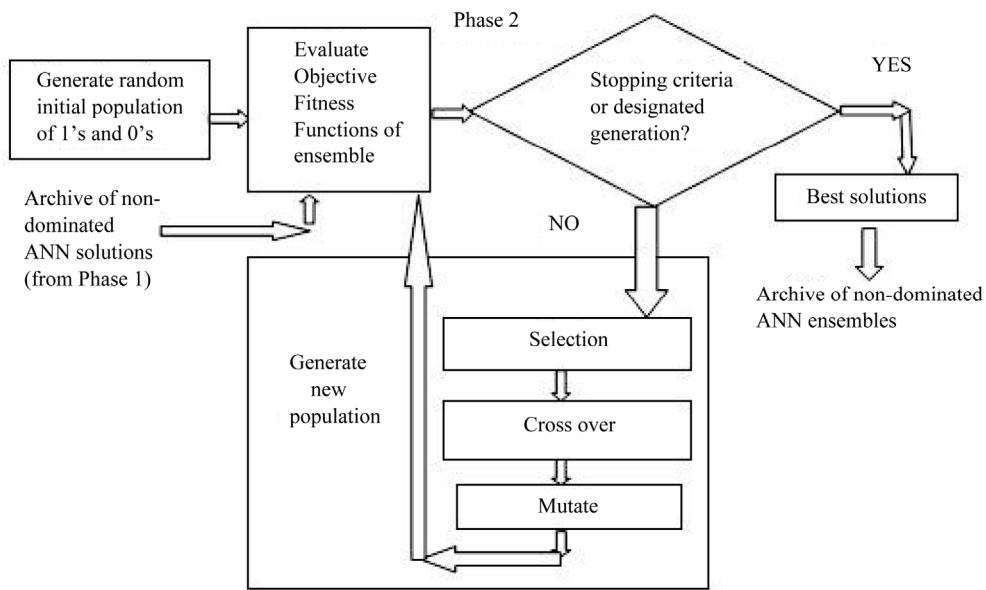 Phase 2
Generate random
initial population
of 1's and 0's
Evaluate
Objective
Fitness
Functions of
ensemble
Stopping criteria
or designated
generation?
YES
Archive of non-
dominated
ANN solutions
(from Phase 1)
NO
Best solutions
Archive of non-dominated
ANN ensembles
Generate
new
population
Selection
Cross over
Mutate